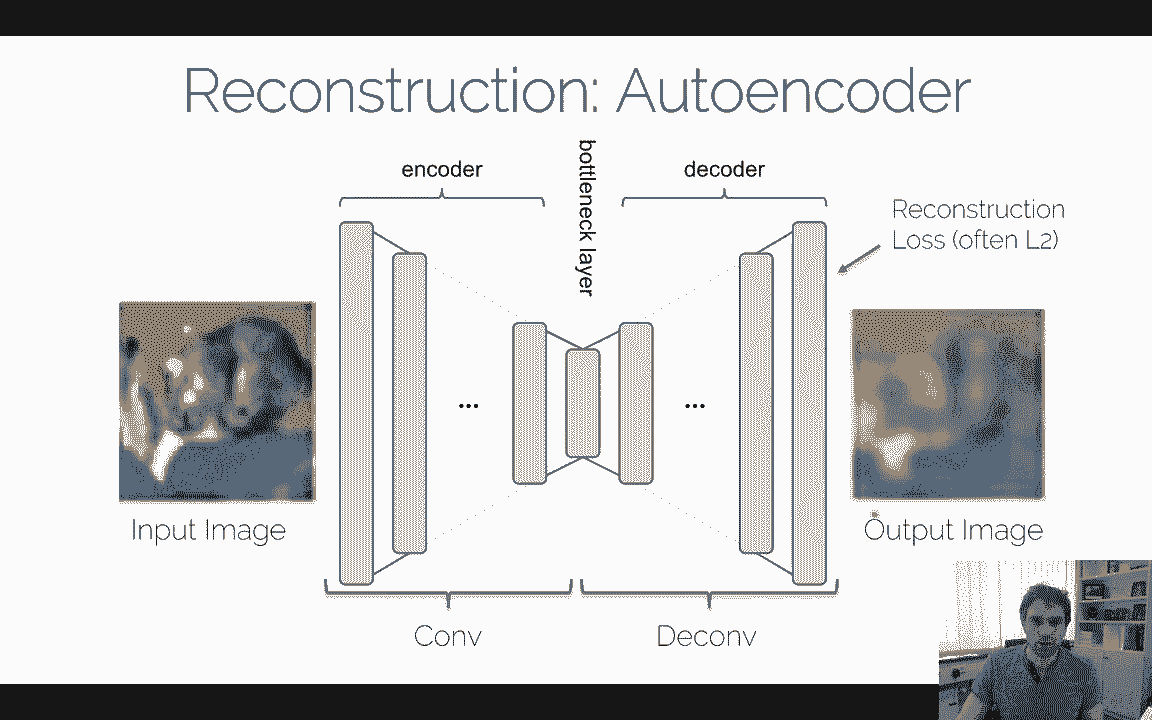 Reconstruction: Autoencoder
encoder
bottleneck layer
decoder
Reconstruction
Loss (often L2)
...
...
Input Image
Output Image
Conv
Deconv